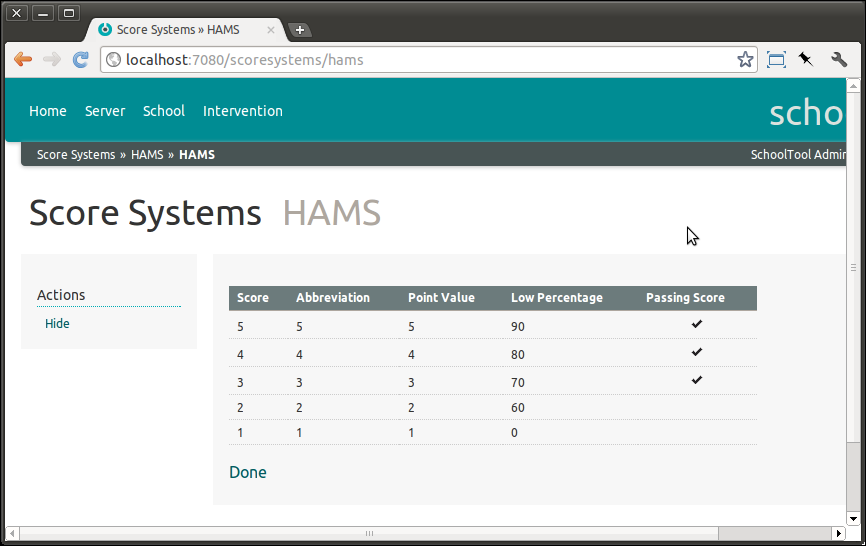 Score Systems » HAMS
localhost:7080/scoresystems/hams
Home Server School Intervention
scho
Score Systems » HAMS » HAMS SchoolTool Admin
Score Systems HAMS
Actions
Hide
Score Abbreviation Point Value Low Percentage Passing Score
5 5 5 90
4 4 4 80
3 3 3 70
2 2 2 60
1 1 1 0
Done